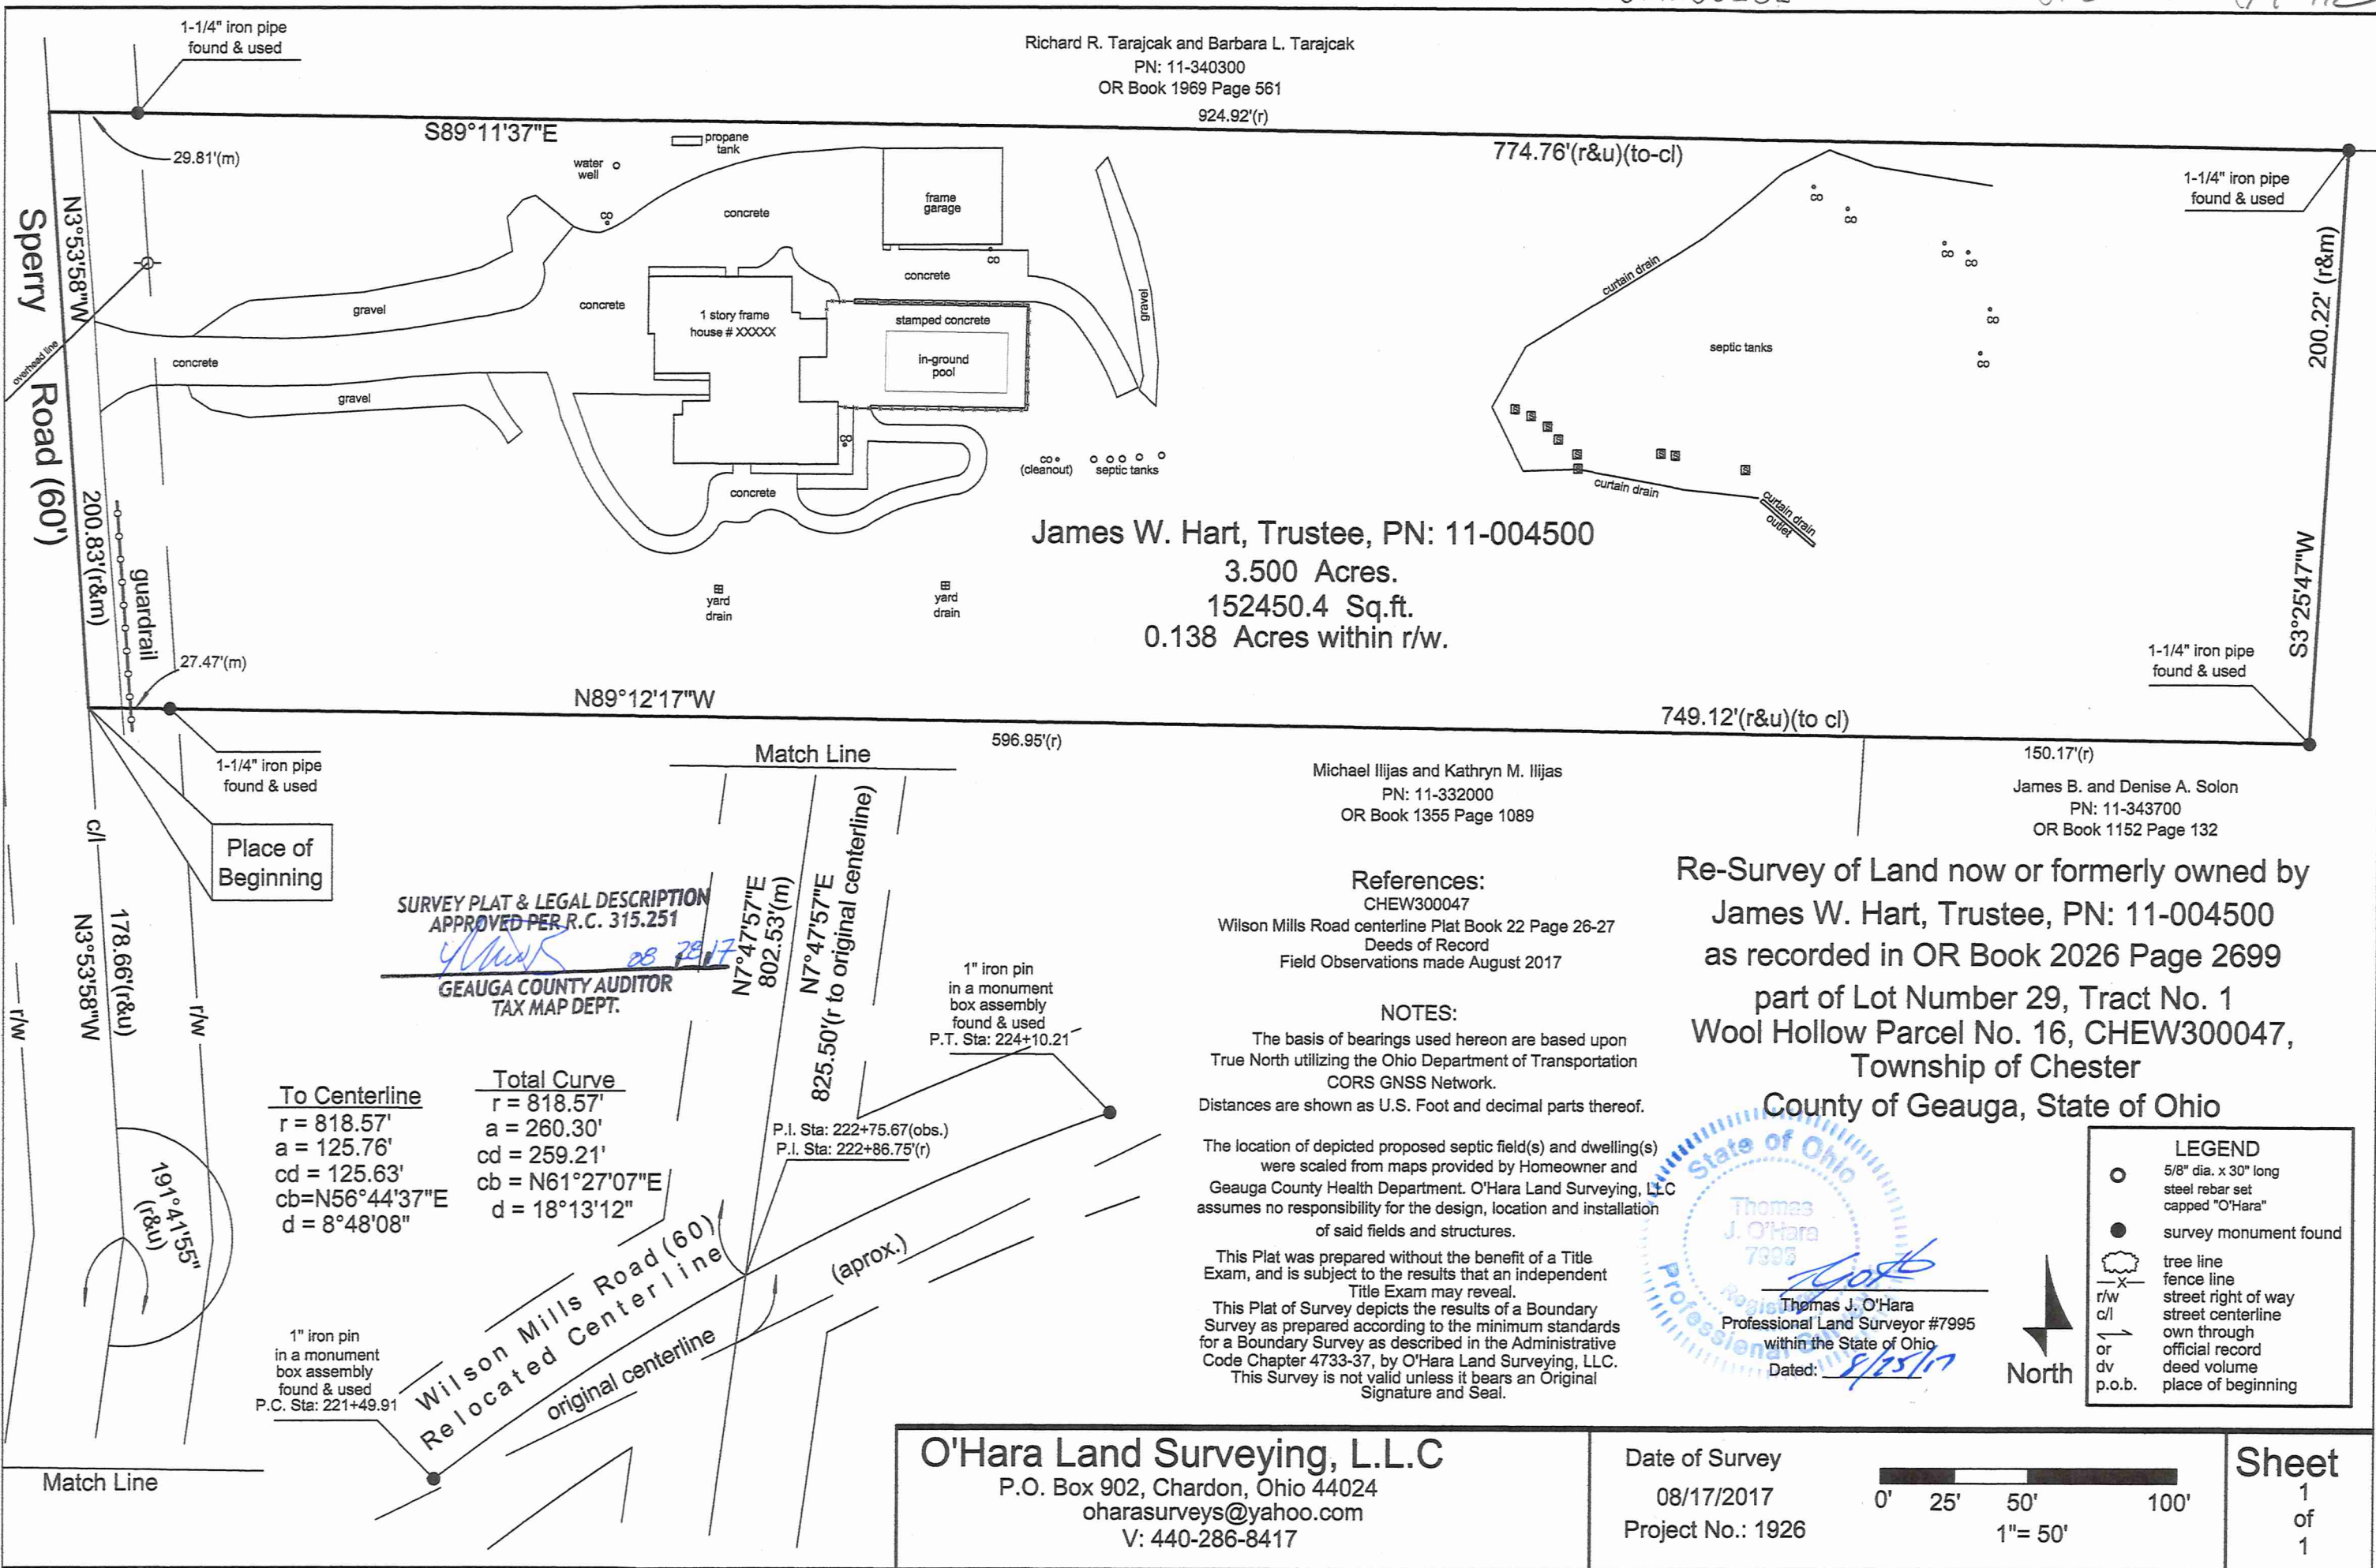 1-1/4" iron pipe
found & used
Richard R. Tarajcak and Barbara L. Tarajcak
PN: 11-340300
OR Book 1969 Page 561
924.92'(r)
S89°11'37"E
774.76'(r&u)(to-cl)
29.81'(m)
propane
tank
water
well
co
concrete
frame
garage
co
concrete
1-1/4" iron pipe
found & used
co
co
co
co
co
co
curtain drain
septic tanks
200.22' (r&m)
S3°25'47"W
N3°53'58"W
Sperry Road (60')
overhead line
gravel
concrete
concrete
gravel
1 story frame
house # XXXXX
stamped concrete
in-ground
pool
gravel
co
co
(cleanout)
septic tanks
concrete
S
S
S
S
S
S
S
S
S
curtain drain
curtain drain
outlet
200.83'(r&m)
guardrail
27.47'(m)
yard
drain
yard
drain
James W. Hart, Trustee, PN: 11-004500
3.500 Acres.
152450.4 Sq.ft.
0.138 Acres within r/w.
1-1/4" iron pipe
found & used
N89°12'17"W
749.12'(r&u)(to cl)
596.95'(r)
150.17'(r)
1-1/4" iron pipe
found & used
Place of
Beginning
c/l
r/w
r/w
178.66'(r&u)
N3°53'58"W
191°41'55"
(r&u)
Match Line
Match Line
N7°47'57"E
802.53'(m)
N7°47'57"E
825.50'(r to original centerline)
SURVEY PLAT & LEGAL DESCRIPTION
APPROVED PER R.C. 315.251
08 28 17
GEAUGA COUNTY AUDITOR
TAX MAP DEPT.
To Centerline
r = 818.57'
a = 125.76'
cd = 125.63'
cb=N56°44'37"E
d = 8°48'08"
Total Curve
r = 818.57'
a = 260.30'
cd = 259.21'
cb = N61°27'07"E
d = 18°13'12"
1" iron pin
in a monument
box assembly
found & used
P.T. Sta: 224+10.21
P.I. Sta: 222+75.67(obs.)
P.I. Sta: 222+86.75'(r)
Wilson Mills Road (60)
Relocated Centerline
original centerline
(aprox.)
1" iron pin
in a monument
box assembly
found & used
P.C. Sta: 221+49.91
Michael Ilijas and Kathryn M. Ilijas
PN: 11-332000
OR Book 1355 Page 1089
James B. and Denise A. Solon
PN: 11-343700
OR Book 1152 Page 132
References:
CHEW300047
Wilson Mills Road centerline Plat Book 22 Page 26-27
Deeds of Record
Field Observations made August 2017
NOTES:
The basis of bearings used hereon are based upon
True North utilizing the Ohio Department of Transportation
CORS GNSS Network.
Distances are shown as U.S. Foot and decimal parts thereof.
The location of depicted proposed septic field(s) and dwelling(s)
were scaled from maps provided by Homeowner and
Geauga County Health Department. O'Hara Land Surveying, LLC
assumes no responsibility for the design, location and installation
of said fields and structures.
This Plat was prepared without the benefit of a Title
Exam, and is subject to the results that an independent
Title Exam may reveal.
This Plat of Survey depicts the results of a Boundary
Survey as prepared according to the minimum standards
for a Boundary Survey as described in the Administrative
Code Chapter 4733-37, by O'Hara Land Surveying, LLC.
This Survey is not valid unless it bears an Original
Signature and Seal.
Re-Survey of Land now or formerly owned by
James W. Hart, Trustee, PN: 11-004500
as recorded in OR Book 2026 Page 2699
part of Lot Number 29, Tract No. 1
Wool Hollow Parcel No. 16, CHEW300047,
Township of Chester
County of Geauga, State of Ohio
State of Ohio
Thomas
J. O'Hara
7995
Registered
Professional Surveyor
Thomas J. O'Hara
Professional Land Surveyor #7995
within the State of Ohio
Dated: 8/25/17
North
LEGEND
5/8" dia. x 30" long
steel rebar set
capped "O'Hara"
survey monument found
tree line
x fence line
r/w street right of way
c/l street centerline
own through
or official record
dv deed volume
p.o.b. place of beginning
O'Hara Land Surveying, L.L.C
P.O. Box 902, Chardon, Ohio 44024
oharasurveys@yahoo.com
V: 440-286-8417
Date of Survey
08/17/2017
Project No.: 1926
0' 25' 50' 100'
1"= 50'
Sheet
1
of
1